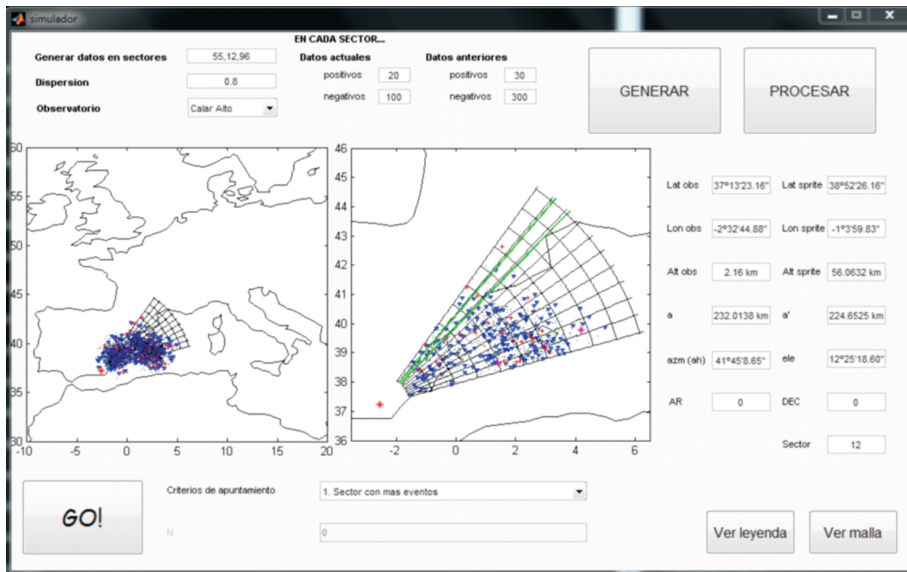 simulador
EN CADA SECTOR...
Generar datos en sectores 55,12,96 Datos actuales Datos anteriores
Dispersion 0.8 positivos 20 positivos 30
Observatorio Calar Alto negativos 100 negativos 300
GENERAR PROCESAR
60
55
50
45
40
35
30
-10 -5 0 5 10 15 20
46
45
44
43
42
41
40
39
38
37
36
-2 0 2 4 6
Lat obs 37º13'23.16" Lat sprite 38º52'26.16"
Lon obs -2º32'44.88" Lon sprite -1º3'59.83"
Alt obs 2.16 km Alt sprite 56.0632 km
a 232.0138 km a' 224.6525 km
azm (ah) 41º45'8.65" ele 12º25'18.60"
AR 0 DEC 0
Sector 12
GO!
Criterios de apuntamiento 1. Sector con mas eventos
N 0
Ver leyenda Ver malla